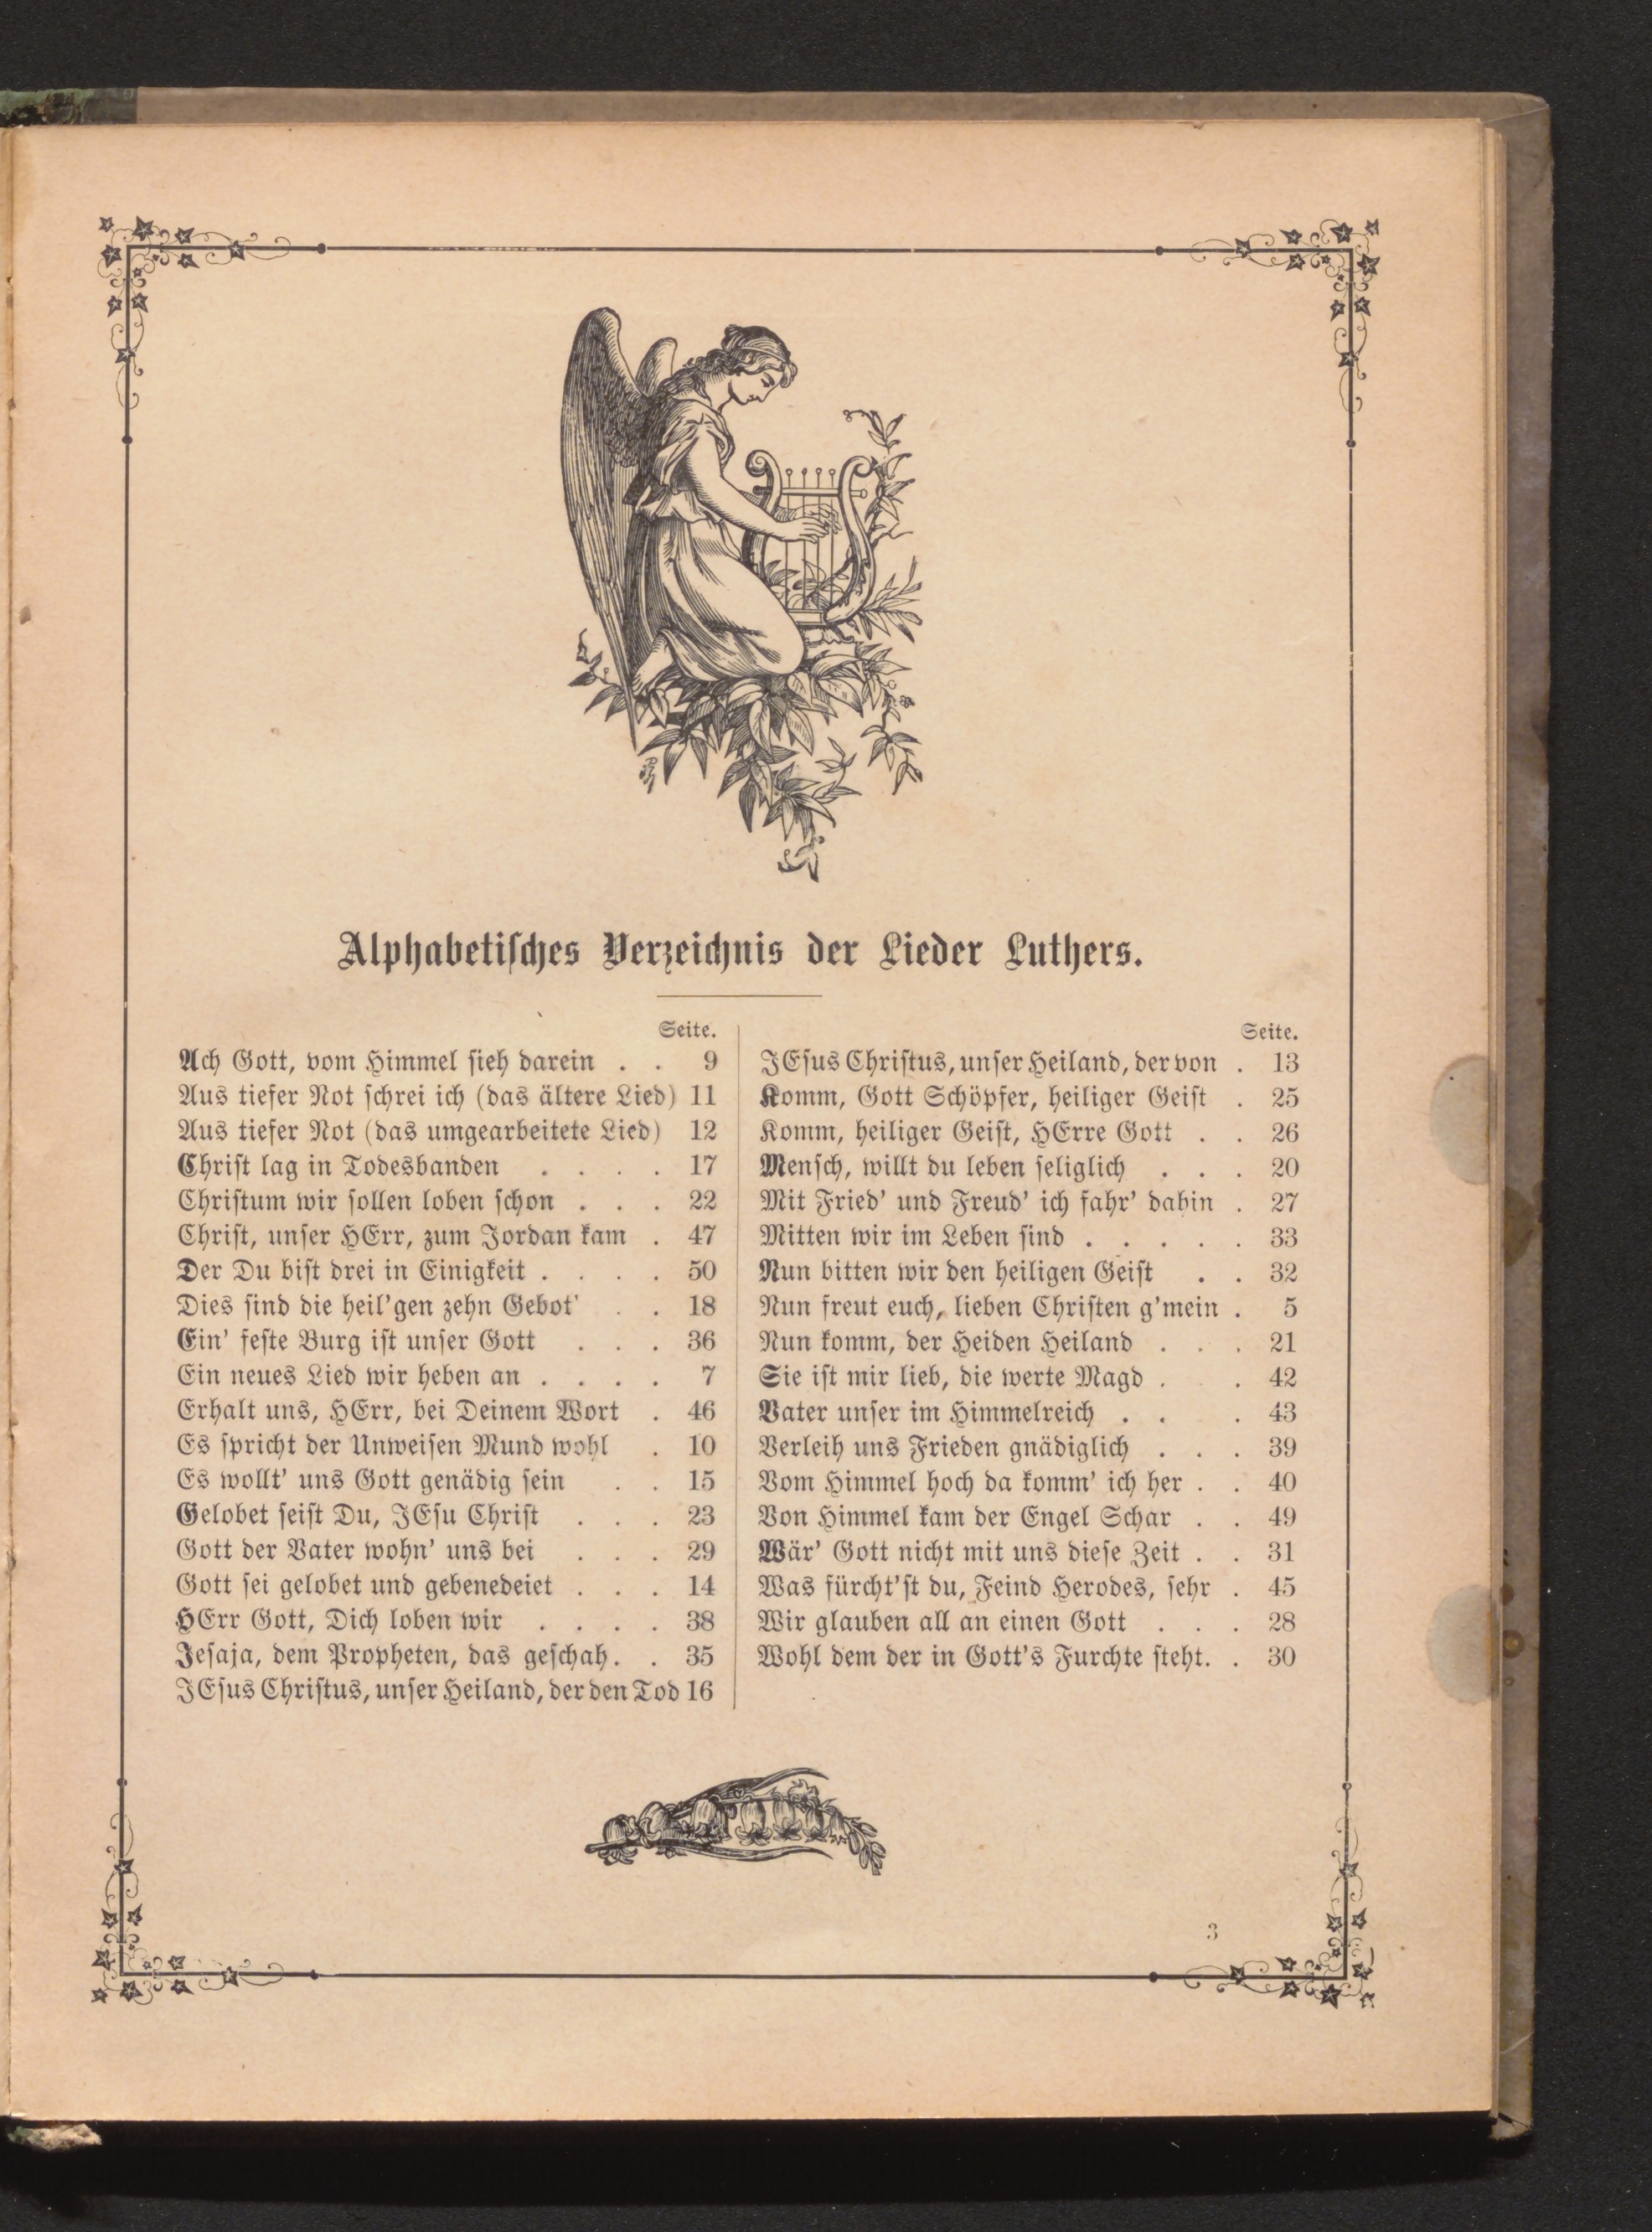 Alphabetiſches Verzeichnis der Lieder Luthers.
Seite.
Ach Gott, vom Himmel ſieh darein . . 9
Aus tiefer Not ſchrei ich (das ältere Lied) 11
Aus tiefer Not (das umgearbeitete Lied) 12
Chriſt lag in Todesbanden . . . . 17
Chriſtum wir ſollen loben ſchon . . . 22
Chriſt, unſer HErr, zum Jordan kam . 47
Der Du biſt drei in Einigkeit . . . . 50
Dies ſind die heil'gen zehn Gebot' . . 18
Ein' feſte Burg iſt unſer Gott . . . 36
Ein neues Lied wir heben an . . . . 7
Erhalt uns, HErr, bei Deinem Wort . 46
Es ſpricht der Unweiſen Mund wohl . 10
Es wollt' uns Gott genädig ſein . . 15
Gelobet ſeiſt Du, JEſu Chriſt . . . 23
Gott der Vater wohn' uns bei . . . 29
Gott ſei gelobet und gebenedeiet . . . 14
HErr Gott, Dich loben wir . . . . 38
Jeſaja, dem Propheten, das geſchah. . 35
JEſus Chriſtus, unſer Heiland, der den Tod 16
Seite.
JEſus Chriſtus, unſer Heiland, der von . 13
Komm, Gott Schöpfer, heiliger Geiſt . 25
Komm, heiliger Geiſt, HErre Gott . . 26
Menſch, willt du leben ſeliglich . . . 20
Mit Fried' und Freud' ich fahr' dahin . 27
Mitten wir im Leben ſind . . . . . 33
Nun bitten wir den heiligen Geiſt . . 32
Nun freut euch, lieben Chriſten g'mein . 5
Nun komm, der Heiden Heiland . . . 21
Sie iſt mir lieb, die werte Magd . . 42
Vater unſer im Himmelreich . . . 43
Verleih uns Frieden gnädiglich . . . 39
Vom Himmel hoch da komm' ich her . . 40
Von Himmel kam der Engel Schar . . 49
Wär' Gott nicht mit uns dieſe Zeit . . 31
Was fürcht'ſt du, Feind Herodes, ſehr . 45
Wir glauben all an einen Gott . . . 28
Wohl dem der in Gott's Furchte ſteht. . 30
3